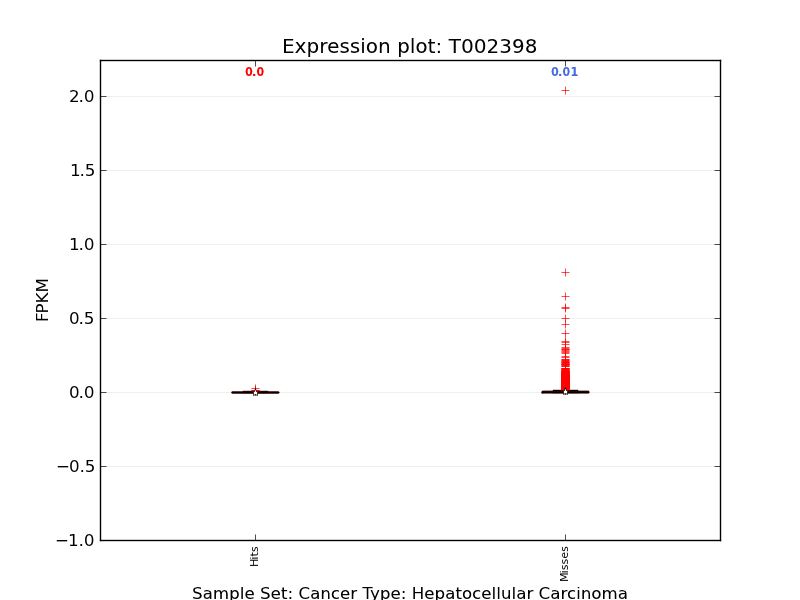 Expression plot: T002398
0.0 0.01
2.0
1.5
1.0
0.5
0.0
−0.5
−1.0
FPKM
Hits Misses
Sample Set: Cancer Type: Hepatocellular Carcinoma